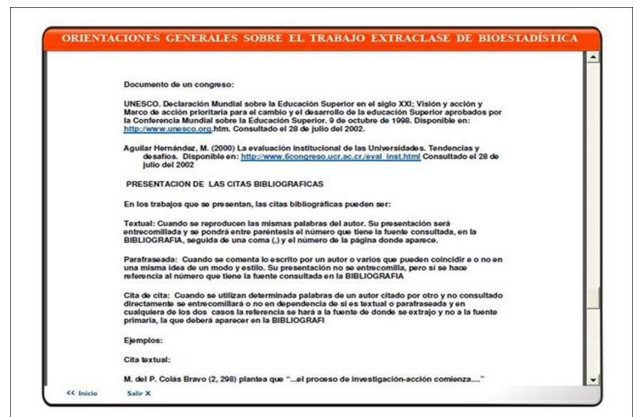 ORIENTACIONES GENERALES SOBRE EL TRABAJO EXTRACLASE DE BIOESTADÍSTICA
Documento de un congreso:
UNESCO. Declaración Mundial sobre la Educación Superior en el siglo XXI; Visión y acción y
Marco de acción prioritaria para el cambio y el desarrollo de la educación Superior aprobados por
la Conferencia Mundial sobre la Educación Superior. 9 de octubre de 1998. Disponible en:
http:/www.unesco.org.htm. Consultado el 28 de julio del 2002.
Aguilar Hernández, M. (2000) La evaluación institucional de las Universidades. Tendencias y
desafíos. Disponible en: http://www.6congreso.ucr.ac.cr./eval_inst.html Consultado el 28 de
julio del 2002
PRESENTACION DE LAS CITAS BIBLIOGRAFICAS
En los trabajos que se presentan, las citas bibliográficas pueden ser:
Textual: Cuando se reproducen las mismas palabras del autor. Su presentación será
entrecomillada y se pondrá entre paréntesis el número que tiene la fuente consultada, en la
BIBLIOGRAFIA, seguida de una coma (,) y el número de la página donde aparece.
Parafraseada: Cuando se comenta lo escrito por un autor o varios que pueden coincidir e o no en
una misma idea de un modo y estilo. Su presentación no se entrecomilla, pero si se hace
referencia al número que tiene la fuente consultada en la BIBLIOGRAFIA
Cita de cita: Cuando se utilizan determinada palabras de un autor citado por otro y no consultado
directamente se entrecomillará o no en dependencia de si es textual o parafraseada y en
cualquiera de los dos casos la referencia se hará a la fuente de donde se extrajo y no a la fuente
primaria, la que deberá aparecer en la BIBLIOGRAFI
Ejemplos:
Cita textual:
M. del P. Colás Bravo (2, 298) plantea que "...el proceso de investigación-acción comienza...."
<< Inicio Salir X